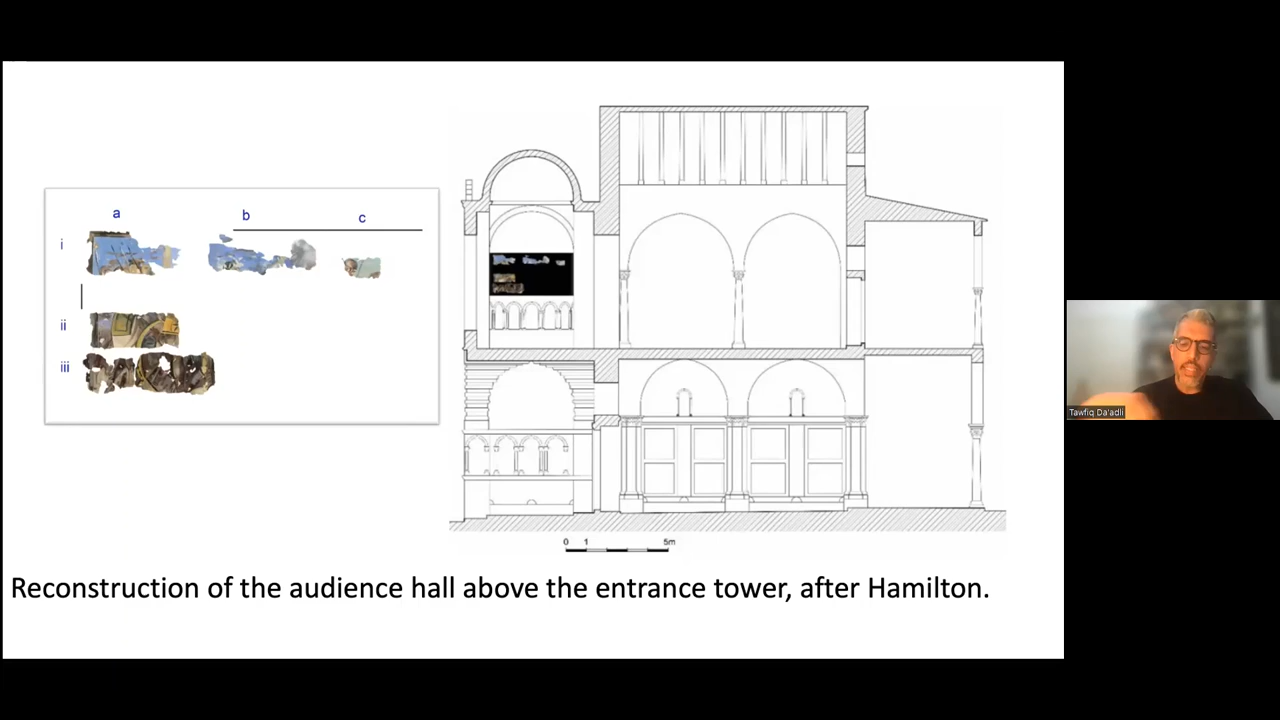 a
b
c
i
ii
iii
0 1 5m
Reconstruction of the audience hall above the entrance tower, after Hamilton.
Tawfiq Da'adli